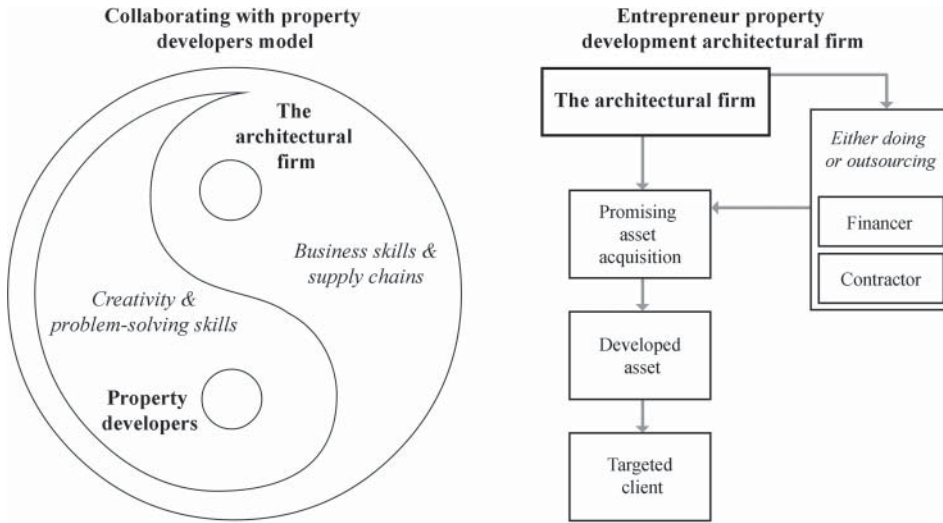 Collaborating with property
developers model
The
architectural
firm
Business skills &
supply chains
Creativity &
problem-solving skills
Property
developers
Entrepreneur property
development architectural firm
The architectural firm
Either doing
or outsourcing
Financer
Contractor
Promising
asset
acquisition
Developed
asset
Targeted
client